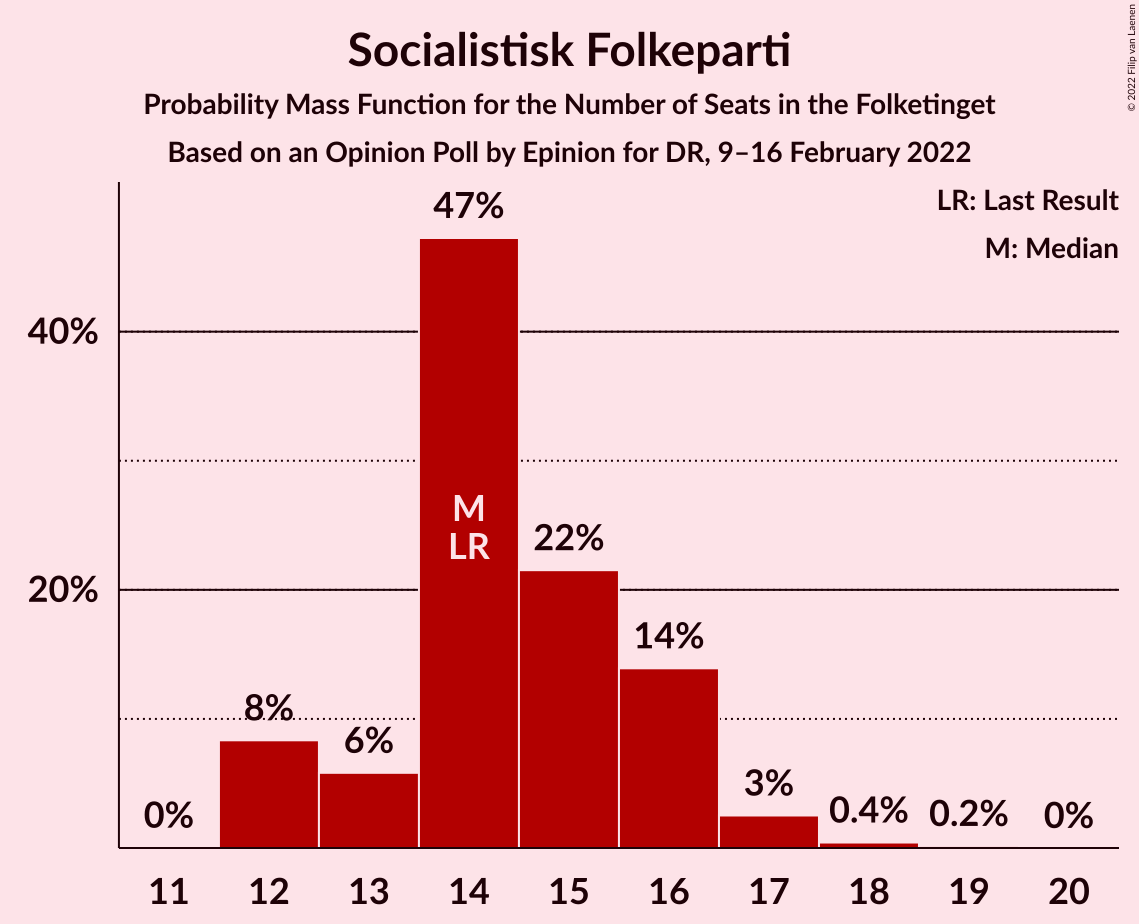 Socialistisk Folkeparti
Probability Mass Function for the Number of Seats in the Folketinget
Based on an Opinion Poll by Epinion for DR, 9–16 February 2022
© 2022 Filip van Laenen
LR: Last Result
M: Median
47%
40%
M
LR
22%
20%
14%
8%
6%
3%
0.4%
0.2%
0%
0%
11 12 13 14 15 16 17 18 19 20